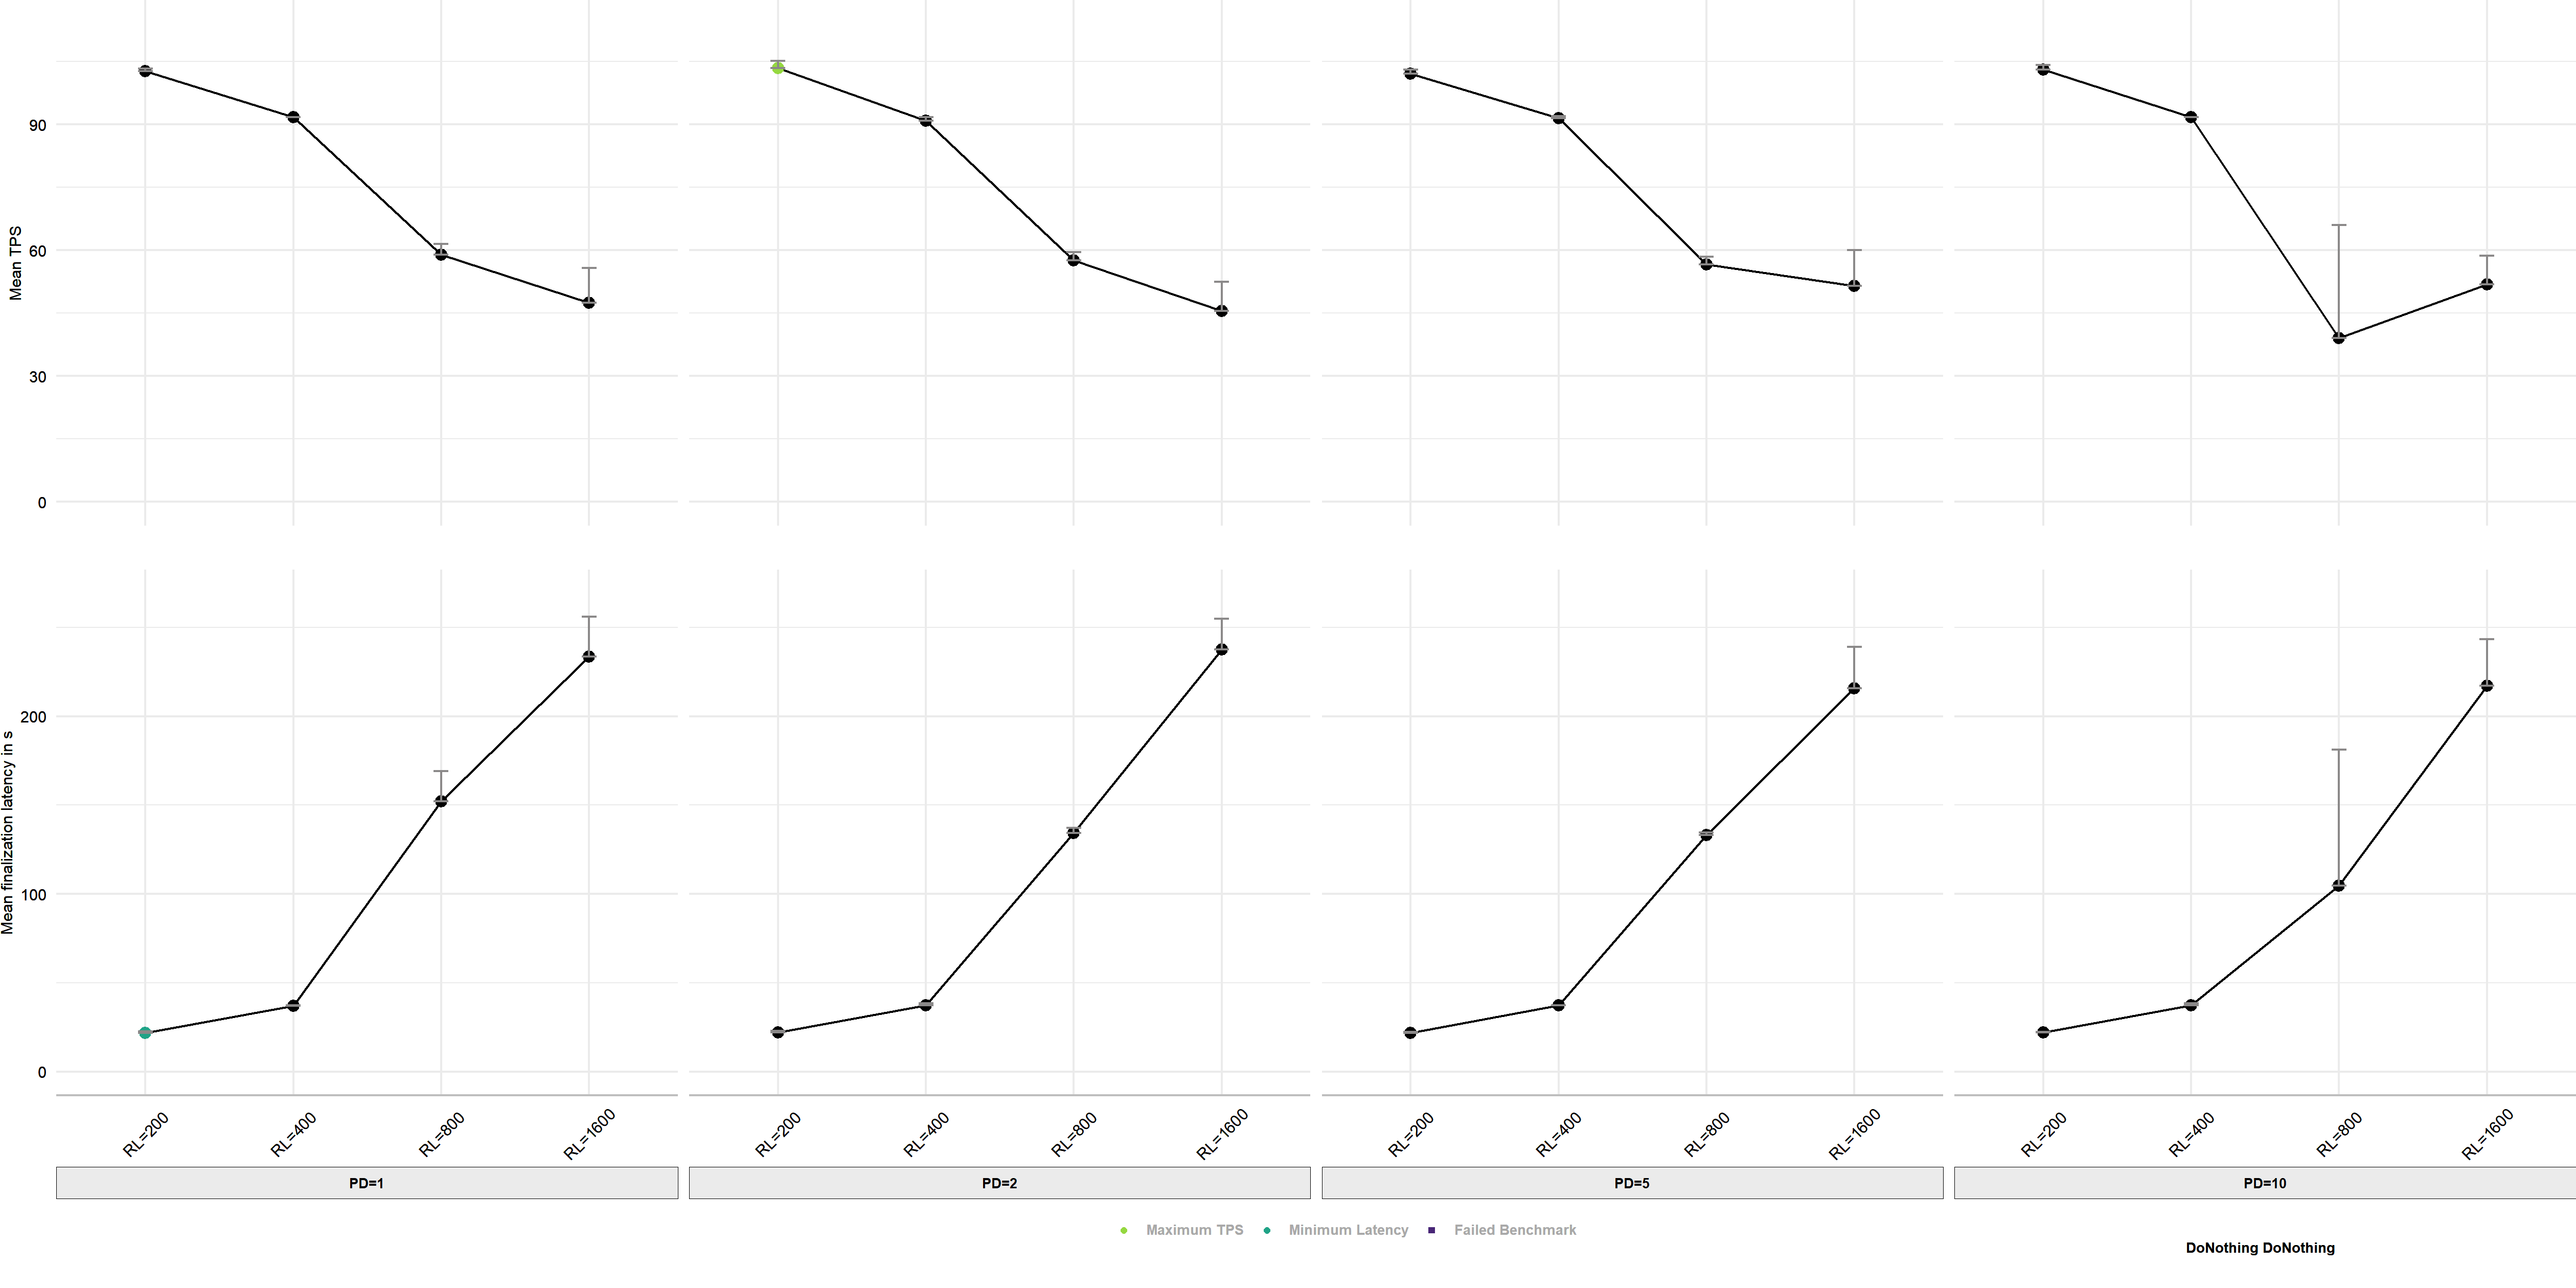 Mean TPS
90
60
30
0
Mean finalization latency in s
200
100
0
RL=200 RL=400 RL=800 RL=1600 RL=200 RL=400 RL=800 RL=1600 RL=200 RL=400 RL=800 RL=1600 RL=200 RL=400 RL=800 RL=1600
PD=1 PD=2 PD=5 PD=10
Maximum TPS Minimum Latency Failed Benchmark
DoNothing DoNothing